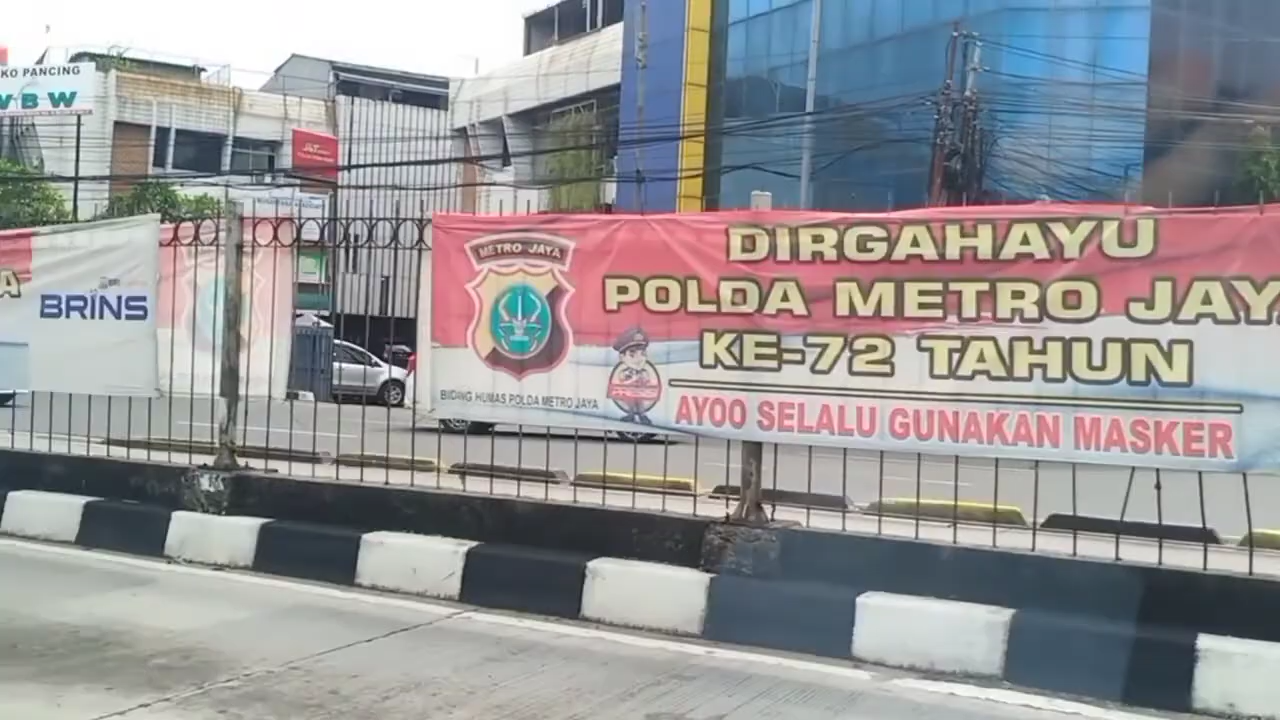 KO PANCING
WBW
J&T
A
BRINS
METRO JAYA
BIDANG HUMAS POLDA METRO JAYA
DIRGAHAYU
POLDA METRO JAY
KE-72 TAHUN
AYOO SELALU GUNAKAN MASKER